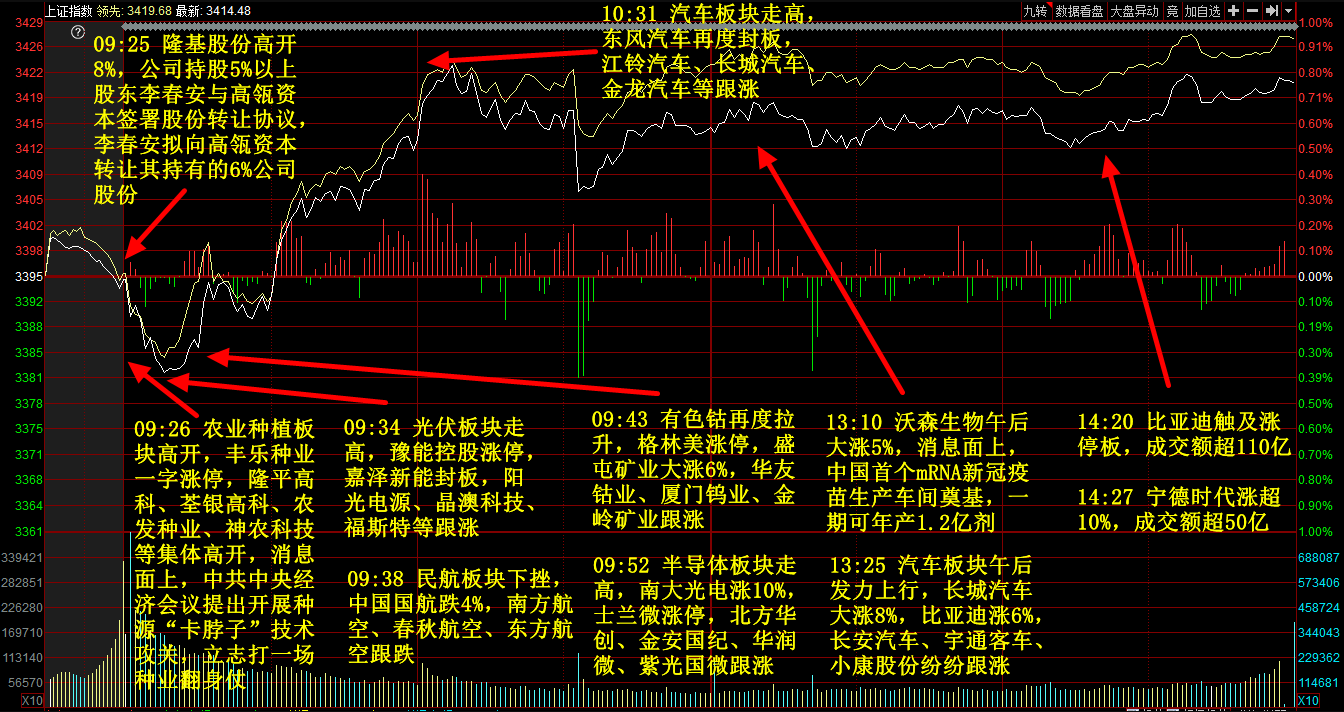 上证指数 领先: 3419.68 最新: 3414.48
九转 数据看盘 大盘异动 竞 加自选
3429
3426
3422
3419
3415
3412
3409
3405
3402
3398
3395
3392
3388
3385
3381
3378
3375
3371
3368
3364
3361
339421
282851
226280
169710
113140
56570
X10
09:25 隆基股份高开
8%，公司持股5%以上
股东李春安与高瓴资
本签署股份转让协议，
李春安拟向高瓴资本
转让其持有的6%公司
股份
10:31 汽车板块走高，
东风汽车再度封板，
江铃汽车、长城汽车、
金龙汽车等跟涨
09:26 农业种植板
块高开，丰乐种业
一字涨停，隆平高
科、荃银高科、农
发种业、神农科技
等集体高开，消息
面上，中共中央经
济会议提出开展种
源“卡脖子”技术
攻关，立志打一场
种业翻身仗
09:34 光伏板块走
高，豫能控股涨停，
嘉泽新能封板，阳
光电源、晶澳科技、
福斯特等跟涨
09:38 民航板块下挫，
中国国航跌4%，南方航
空、春秋航空、东方航
空跟跌
09:43 有色钴再度拉
升，格林美涨停，盛
屯矿业大涨6%，华友
钴业、厦门钨业、金
岭矿业跟涨
09:52 半导体板块走
高，南大光电涨10%，
士兰微涨停，北方华
创、金安国纪、华润
微、紫光国微跟涨
13:10 沃森生物午后
大涨5%，消息面上，
中国首个mRNA新冠疫
苗生产车间奠基，一
期可年产1.2亿剂
13:25 汽车板块午后
发力上行，长城汽车
大涨8%，比亚迪涨6%，
长安汽车、宇通客车、
小康股份纷纷跟涨
14:20 比亚迪触及涨
停板，成交额超110亿
14:27 宁德时代涨超
10%，成交额超50亿
1.00%
0.91%
0.80%
0.71%
0.60%
0.50%
0.40%
0.30%
0.20%
0.10%
0.00%
0.10%
0.19%
0.30%
0.39%
0.50%
0.60%
0.70%
0.80%
0.90%
1.00%
688087
573406
458724
344043
229362
114681
X10